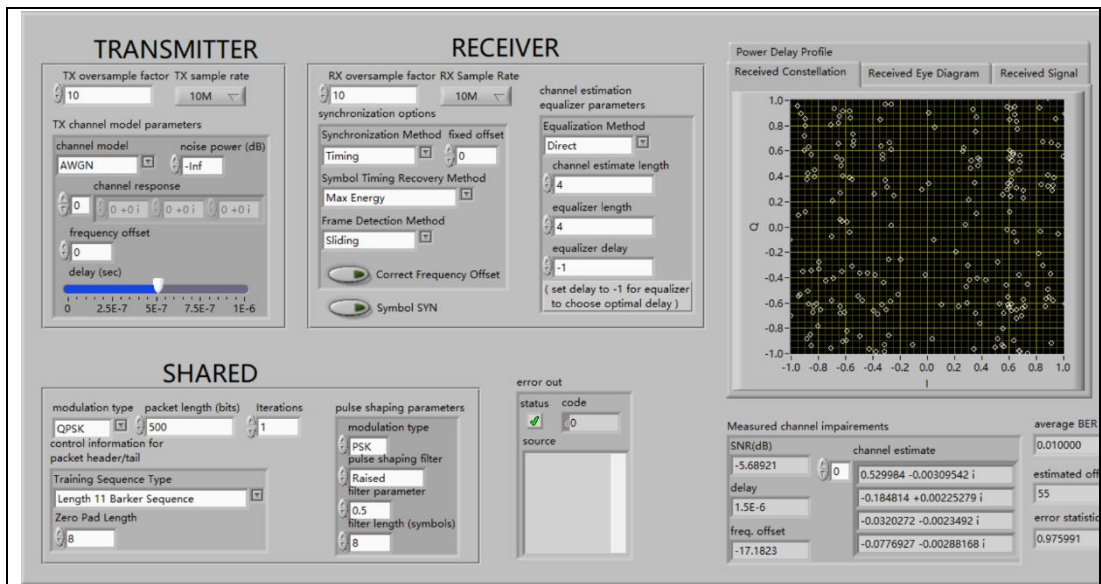 TRANSMITTER
TX oversample factor TX sample rate
10 10M
TX channel model parameters
channel model noise power (dB)
AWGN -Inf
channel response
0 0 +0 i 0 +0 i 0 +0 i
frequency offset
0
delay (sec)
0 2.5E-7 5E-7 7.5E-7 1E-6
RECEIVER
RX oversample factor RX Sample Rate
10 10M
synchronization options
Synchronization Method fixed offset
Timing 0
Symbol Timing Recovery Method
Max Energy
Frame Detection Method
Sliding
Correct Frequency Offset
Symbol SYN
channel estimation
equalizer parameters
Equalization Method
Direct
channel estimate length
4
equalizer length
4
equalizer delay
-1
( set delay to -1 for equalizer
to choose optimal delay )
Power Delay Profile
Received Constellation Received Eye Diagram Received Signal
1.0
0.8
0.6
0.4
0.2
0.0
-0.2
-0.4
-0.6
-0.8
-1.0
Q
-1.0 -0.8 -0.6 -0.4 -0.2 0.0 0.2 0.4 0.6 0.8 1.0
I
SHARED
modulation type packet length (bits) Iterations
QPSK 500 1
control information for
packet header/tail
Training Sequence Type
Length 11 Barker Sequence
Zero Pad Length
8
pulse shaping parameters
modulation type
PSK
pulse shaping filter
Raised
filter parameter
0.5
filter length (symbols)
8
error out
status code
0
source
Measured channel impairements
SNR(dB)
-5.68921
delay
1.5E-6
freq. offset
-17.1823
channel estimate
0 0.529984 -0.00309542 i
-0.184814 +0.00225279 i
-0.0320272 -0.0023492 i
-0.0776927 -0.00288168 i
average BER
0.010000
estimated off
55
error statistic
0.975991